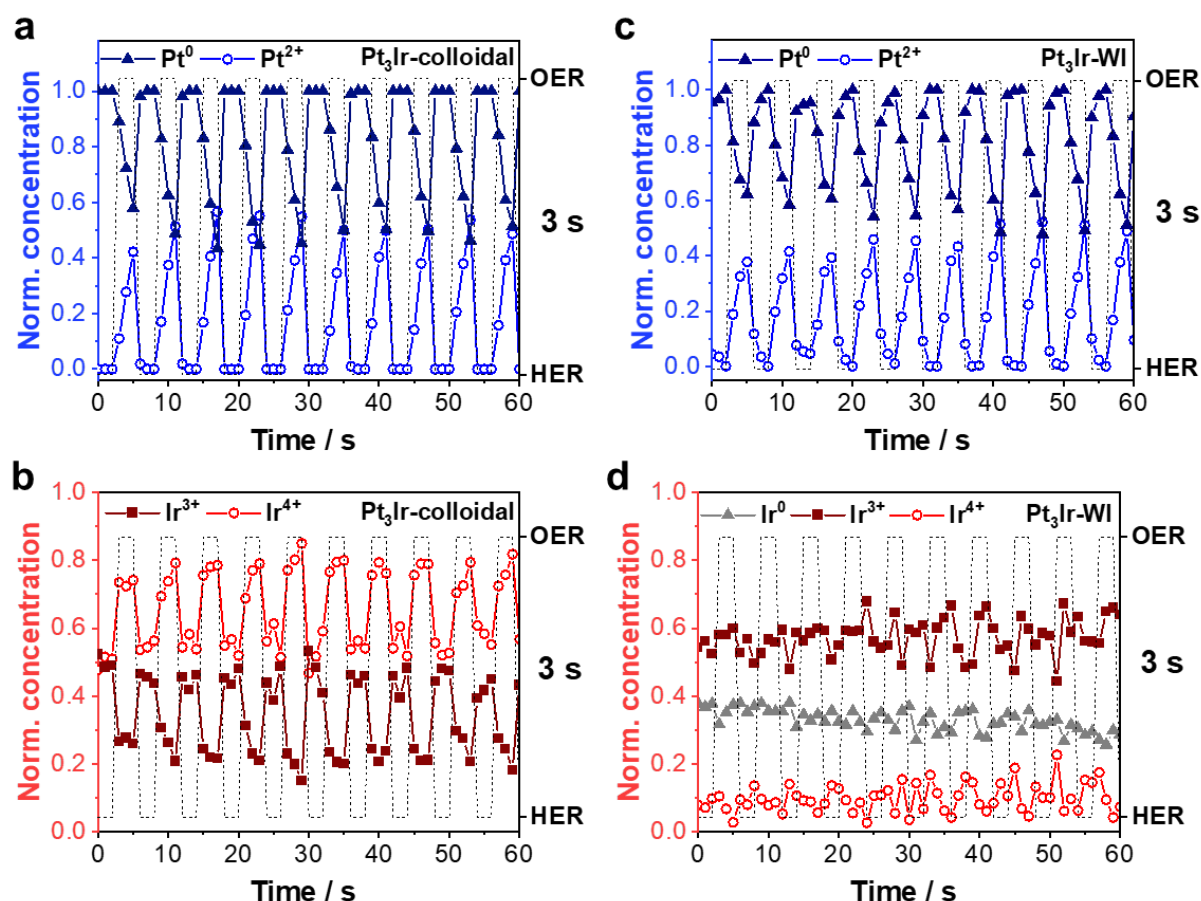 a
Pt⁰ Pt²⁺ Pt₃Ir-colloidal
Norm. concentration
1.0
0.8
0.6
0.4
0.2
0.0
OER
3 s
HER
0 10 20 30 40 50 60
Time / s
c
Pt⁰ Pt²⁺ Pt₃Ir-WI
Norm. concentration
1.0
0.8
0.6
0.4
0.2
0.0
OER
3 s
HER
0 10 20 30 40 50 60
Time / s
b
Ir³⁺ Ir⁴⁺ Pt₃Ir-colloidal
Norm. concentration
1.0
0.8
0.6
0.4
0.2
0.0
OER
3 s
HER
0 10 20 30 40 50 60
Time / s
d
Ir⁰ Ir³⁺ Ir⁴⁺ Pt₃Ir-WI
Norm. concentration
1.0
0.8
0.6
0.4
0.2
0.0
OER
3 s
HER
0 10 20 30 40 50 60
Time / s